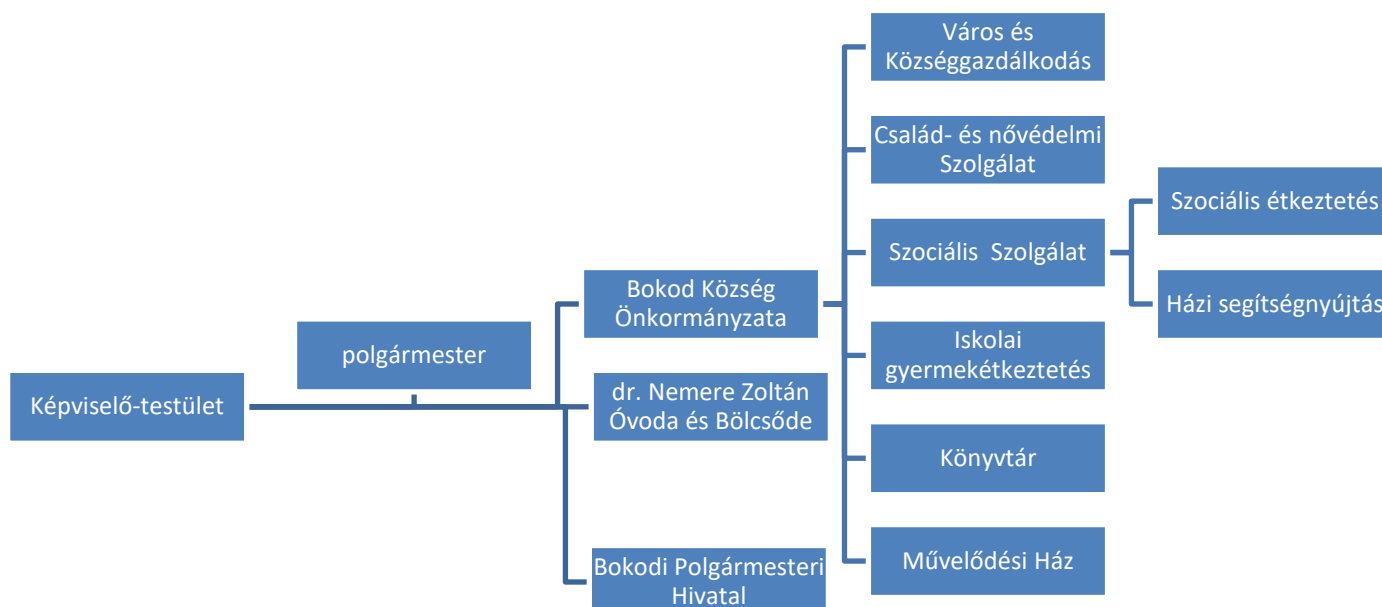 Képviselő-testület
polgármester
Bokod Község
Önkormányzata
dr. Nemere Zoltán
Óvoda és Bölcsőde
Bokodi Polgármesteri
Hivatal
Város és
Községgazdálkodás
Család- és nővédelmi
Szolgálat
Szociális Szolgálat
Iskolai
gyermekétkeztetés
Könyvtár
Művelődési Ház
Szociális étkeztetés
Házi segítségnyújtás